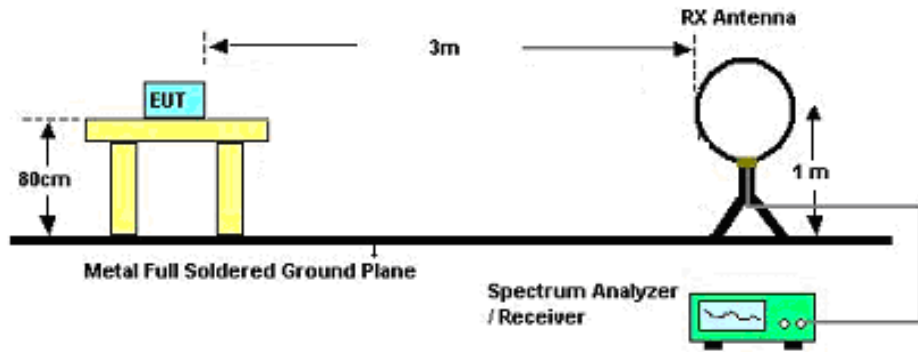 RX Antenna
3m
EUT
80cm
1 m
Metal Full Soldered Ground Plane
Spectrum Analyzer
/ Receiver